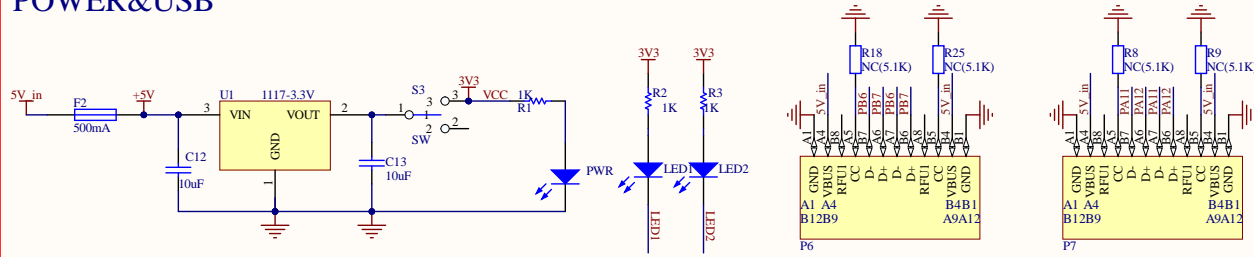 POWER&USB
5V_in
F2
500mA
+5V
U1
1117-3.3V
3
VIN
VOUT
2
GND
1
C12
10uF
C13
10uF
S3
1
3
3
1
2
2
SW
3V3
VCC
1K
R1
PWR
3V3
R2
1K
LED1
LED1
3V3
R3
1K
LED2
LED2
R18
NC(5.1K)
R25
NC(5.1K)
5V_in
PB6
PB7
PB6
PB7
5V_in
A1
A4
B8
A5
B7
A6
A7
B6
A8
B5
B4
B1
GND
VBUS
RFU1
CC
D-
D+
D-
D+
RFU1
CC
VBUS
GND
A1 A4
B12B9
B4B1
A9A12
P6
R8
NC(5.1K)
R9
NC(5.1K
5V_in
PA11
PA12
PA11
PA12
5V_in
A1
A4
B8
A5
B7
A6
A7
B6
A8
B5
B4
B1
GND
VBUS
RFU1
CC
D-
D+
D-
D+
RFU1
CC
VBUS
GND
A1 A4
B12B9
B4B1
A9A12
P7